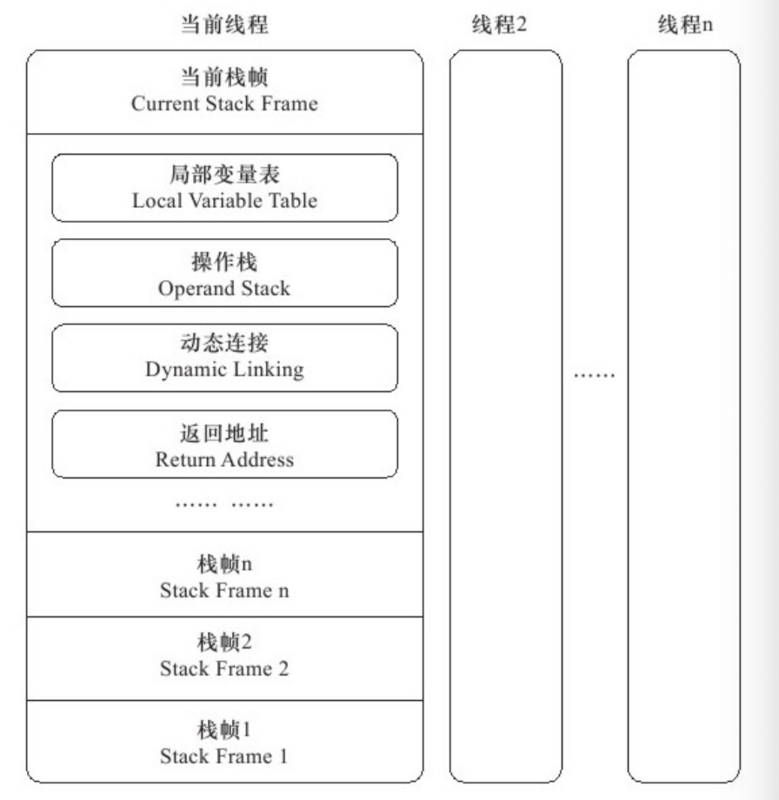 当前线程
线程2
线程n
当前栈帧
Current Stack Frame
局部变量表
Local Variable Table
操作栈
Operand Stack
动态连接
Dynamic Linking
返回地址
Return Address
…… ……
……
栈帧n
Stack Frame n
栈帧2
Stack Frame 2
栈帧1
Stack Frame 1